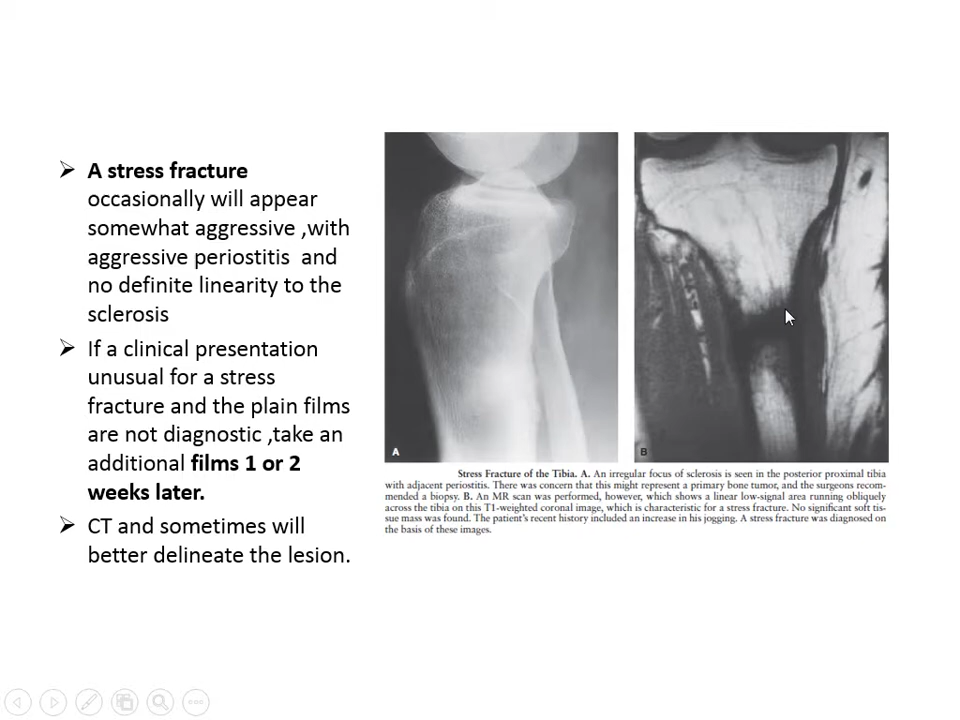 ➢ A stress fracture
occasionally will appear
somewhat aggressive ,with
aggressive periostitis and
no definite linearity to the
sclerosis
➢ If a clinical presentation
unusual for a stress
fracture and the plain films
are not diagnostic ,take an
additional films 1 or 2
weeks later.
➢ CT and sometimes will
better delineate the lesion.
A
B
Stress Fracture of the Tibia. A. An irregular focus of sclerosis is seen in the posterior proximal tibia
with adjacent periostitis. There was concern that this might represent a primary bone tumor, and the surgeons recom-
mended a biopsy. B. An MR scan was performed, however, which shows a linear low-signal area running obliquely
across the tibia on this T1-weighted coronal image, which is characteristic for a stress fracture. No significant soft tis-
sue mass was found. The patient's recent history included an increase in his jogging. A stress fracture was diagnosed on
the basis of these images.